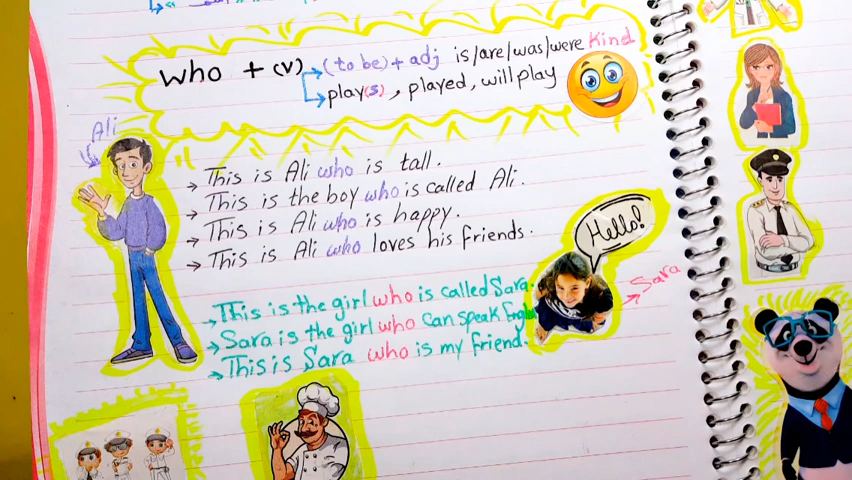 who + (v) (to be) + adj is/are/was/were Kind
play(s), played, will play
Ali
→ This is Ali who is tall.
→ This is the boy who is called Ali.
→ This is Ali who is happy.
→ This is Ali who loves his friends.
Hello!
Sara
→ This is the girl who is called Sara.
→ Sara is the girl who can speak
→ This is Sara who is my friend.